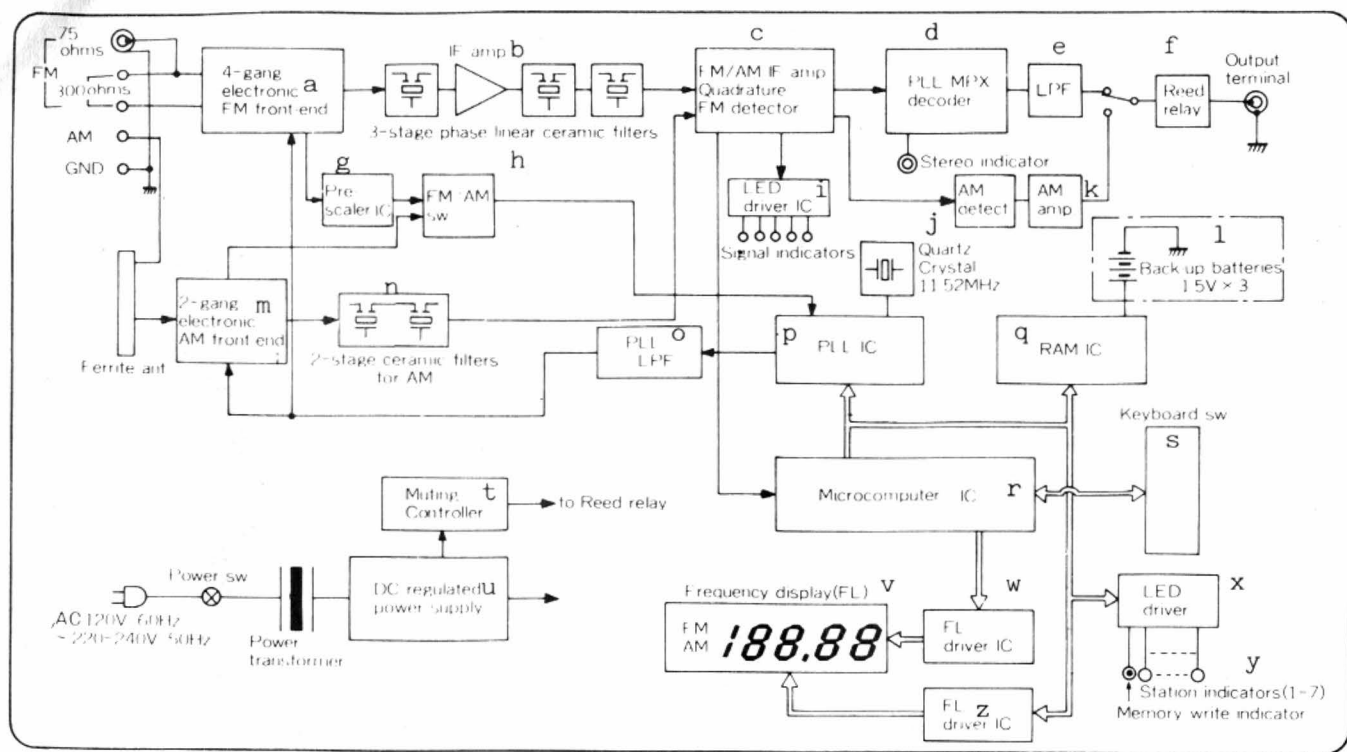 75
ohms
FM
300 ohms
AM
GND
4-gang
electronic a
FM front-end
IF amp b
3-stage phase linear ceramic filters
c
FM/AM IF amp
Quadrature
FM detector
d
PLL MPX
decoder
Stereo indicator
e
LPF
f
Reed
relay
Output
terminal
g
Pre
scaler IC
h
FM AM
sw
LED i
driver IC
Signal indicators
AM
detect
k
AM
amp
j
Quartz
Crystal
11.52MHz
l
Back up batteries
1.5V × 3
Ferrite ant
2-gang m
electronic
AM front end
n
2-stage ceramic filters
for AM
PLL o
LPF
p
PLL IC
q
RAM IC
Keyboard sw
s
Microcomputer IC r
Muting t
Controller
to Reed relay
Power sw
AC 120V 60Hz
~ 220-240V 50Hz
Power
transformer
DC regulated u
power supply
Frequency display(FL) v
FM
AM
188.88
w
FL
driver IC
FL z
driver IC
x
LED
driver
y
Station indicators(1-7)
Memory write indicator